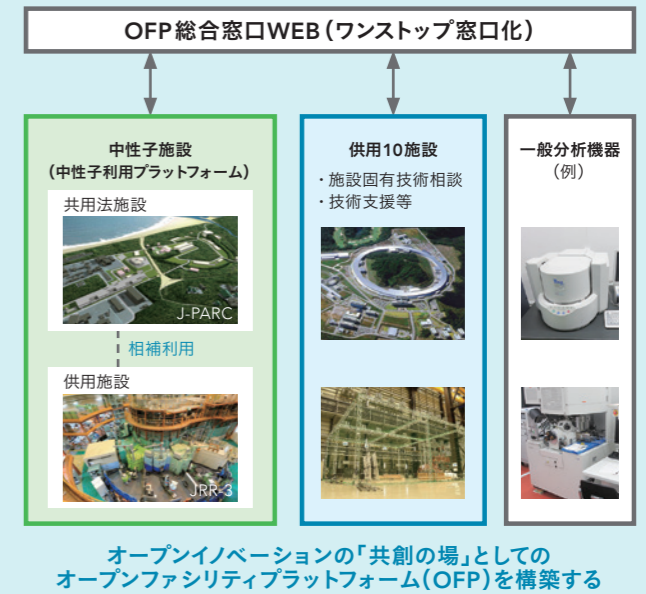 OFP総合窓口WEB(ワンストップ窓口化)
中性子施設
(中性子利用プラットフォーム)
共用法施設
J-PARC
相補利用
供用施設
JRR-3
供用10施設
・施設固有技術相談
・技術支援等
一般分析機器
(例)
オープンイノベーションの「共創の場」としての
オープンファシリティプラットフォーム(OFP)を構築する